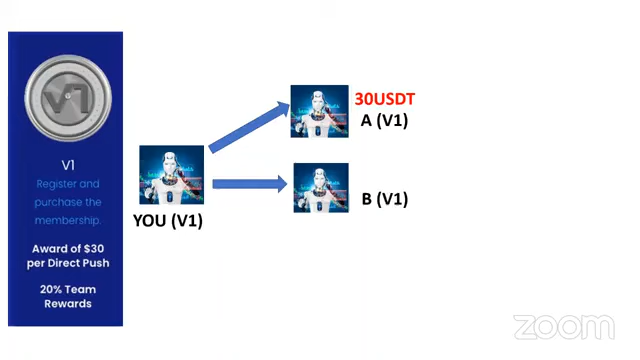 V1
V1
Register and
purchase the
membership.
Award of $30
per Direct Push
20% Team
Rewards
YOU (V1)
30USDT
A (V1)
B (V1)
zoom